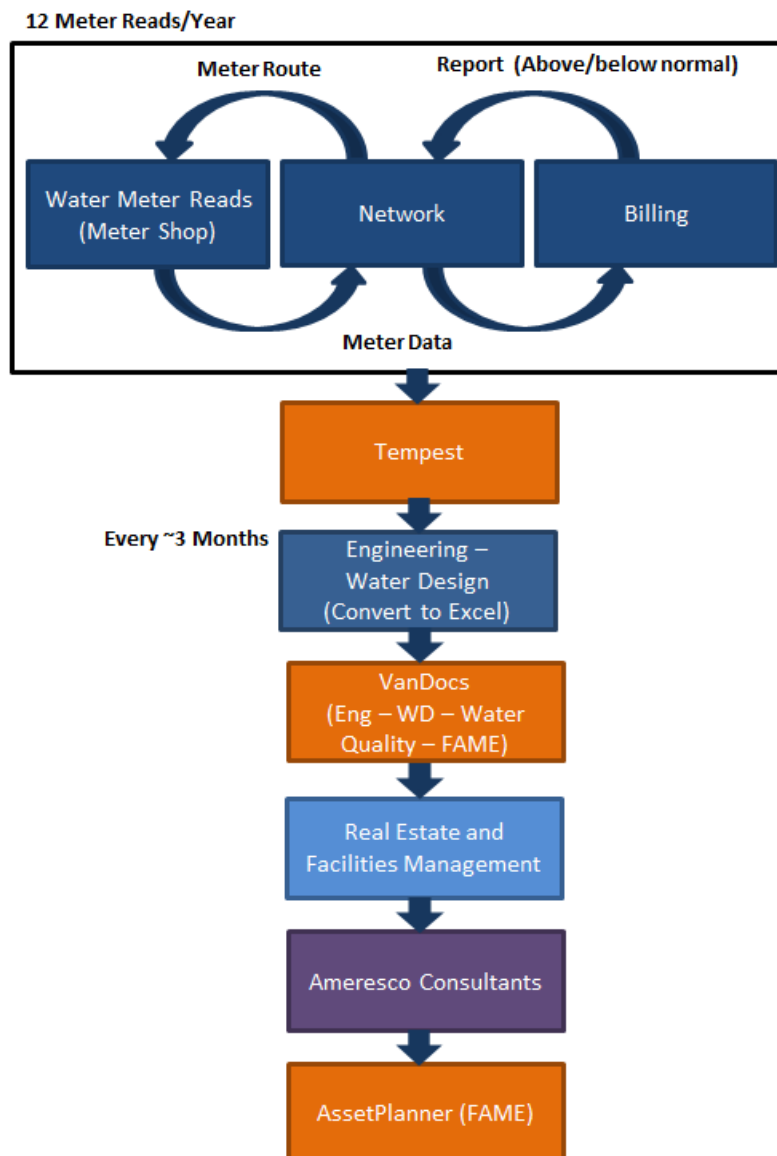 12 Meter Reads/Year
Meter Route
Report (Above/below normal)
Water Meter Reads
(Meter Shop)
Network
Billing
Meter Data
Tempest
Every ~3 Months
Engineering –
Water Design
(Convert to Excel)
VanDocs
(Eng – WD – Water
Quality – FAME)
Real Estate and
Facilities Management
Ameresco Consultants
AssetPlanner (FAME)